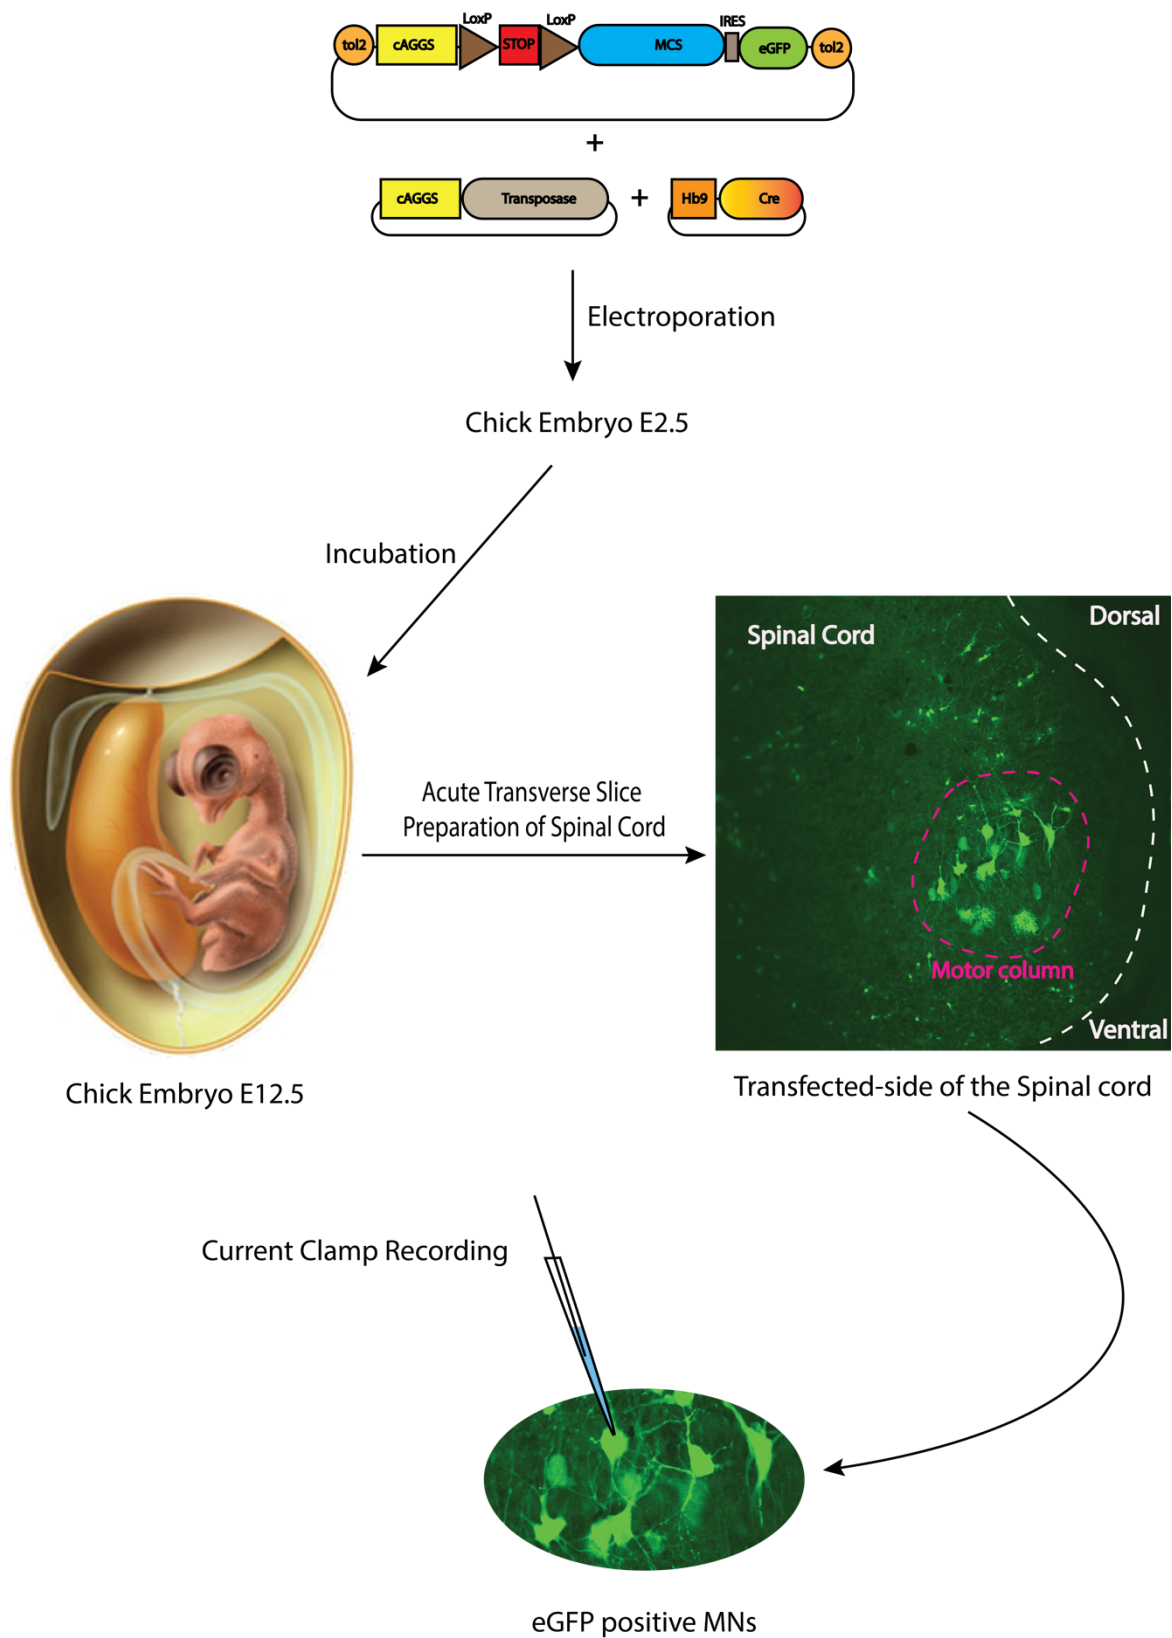 LoxP LoxP IRES
tol2 cAGGS STOP MCS eGFP tol2
+
cAGGS Transposase + Hb9 Cre
Electroporation
Chick Embryo E2.5
Incubation
Spinal Cord Dorsal
Acute Transverse Slice
Preparation of Spinal Cord
Motor column
Ventral
Chick Embryo E12.5
Transfected-side of the Spinal cord
Current Clamp Recording
eGFP positive MNs